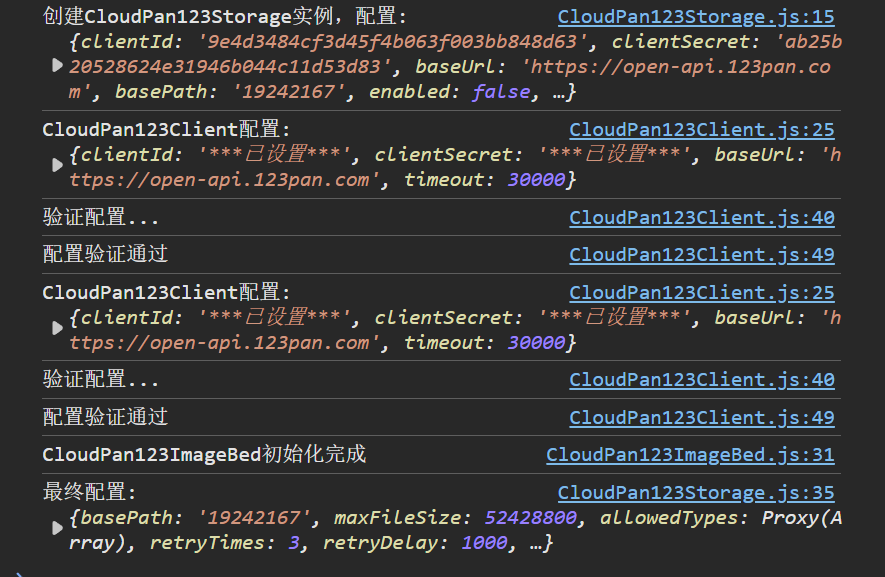 创建CloudPan123Storage实例，配置: CloudPan123Storage.js:15
{clientId: '9e4d3484cf3d45f4b063f003bb848d63', clientSecret: 'ab25b
20528624e31946b044c11d53d83', baseUrl: 'https://open-api.123pan.co
m', basePath: '19242167', enabled: false, …}
CloudPan123Client配置: CloudPan123Client.js:25
{clientId: '***已设置***', clientSecret: '***已设置***', baseUrl: 'h
ttps://open-api.123pan.com', timeout: 30000}
验证配置... CloudPan123Client.js:40
配置验证通过 CloudPan123Client.js:49
CloudPan123Client配置: CloudPan123Client.js:25
{clientId: '***已设置***', clientSecret: '***已设置***', baseUrl: 'h
ttps://open-api.123pan.com', timeout: 30000}
验证配置... CloudPan123Client.js:40
配置验证通过 CloudPan123Client.js:49
CloudPan123ImageBed初始化完成 CloudPan123ImageBed.js:31
最终配置: CloudPan123Storage.js:35
{basePath: '19242167', maxFileSize: 52428800, allowedTypes: Proxy(A
rray), retryTimes: 3, retryDelay: 1000, …}